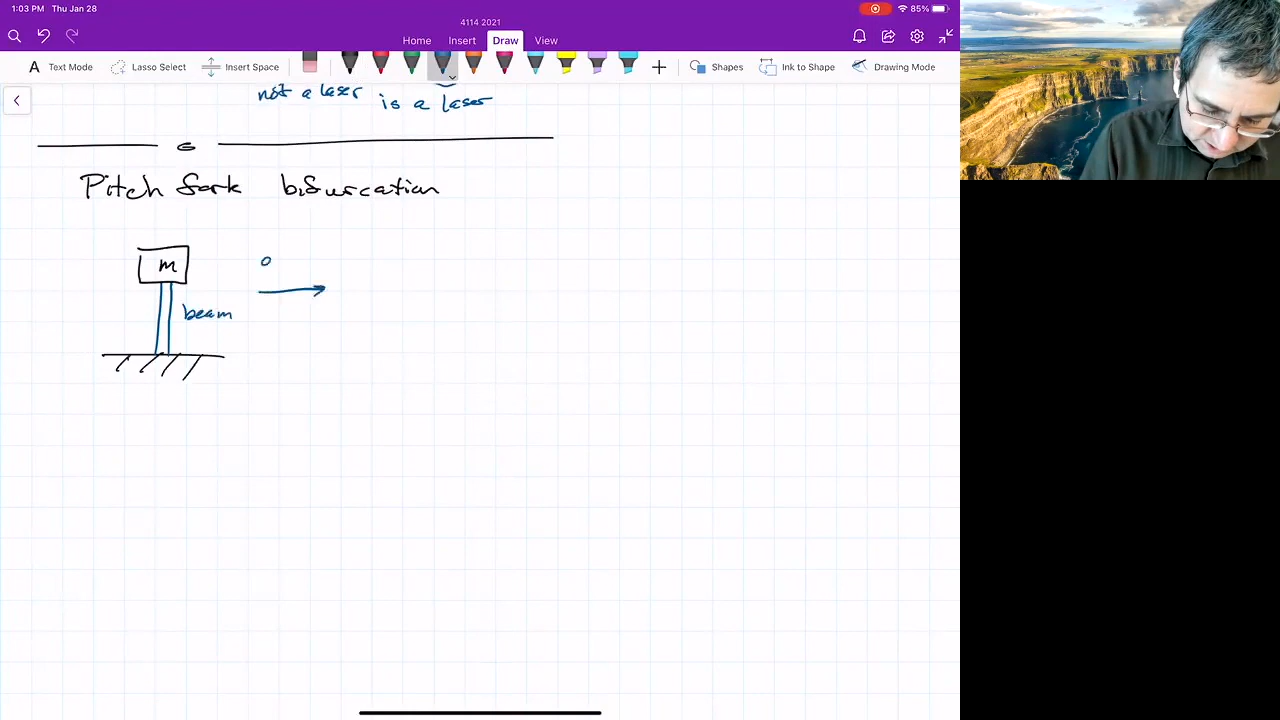 1:03 PM Thu Jan 28
85%
4114 2021
Home Insert Draw View
A Text Mode Lasso Select Insert Space Shapes Ink to Shape Drawing Mode
not a laser is a laser
Pitch fork bifurcation
m
beam